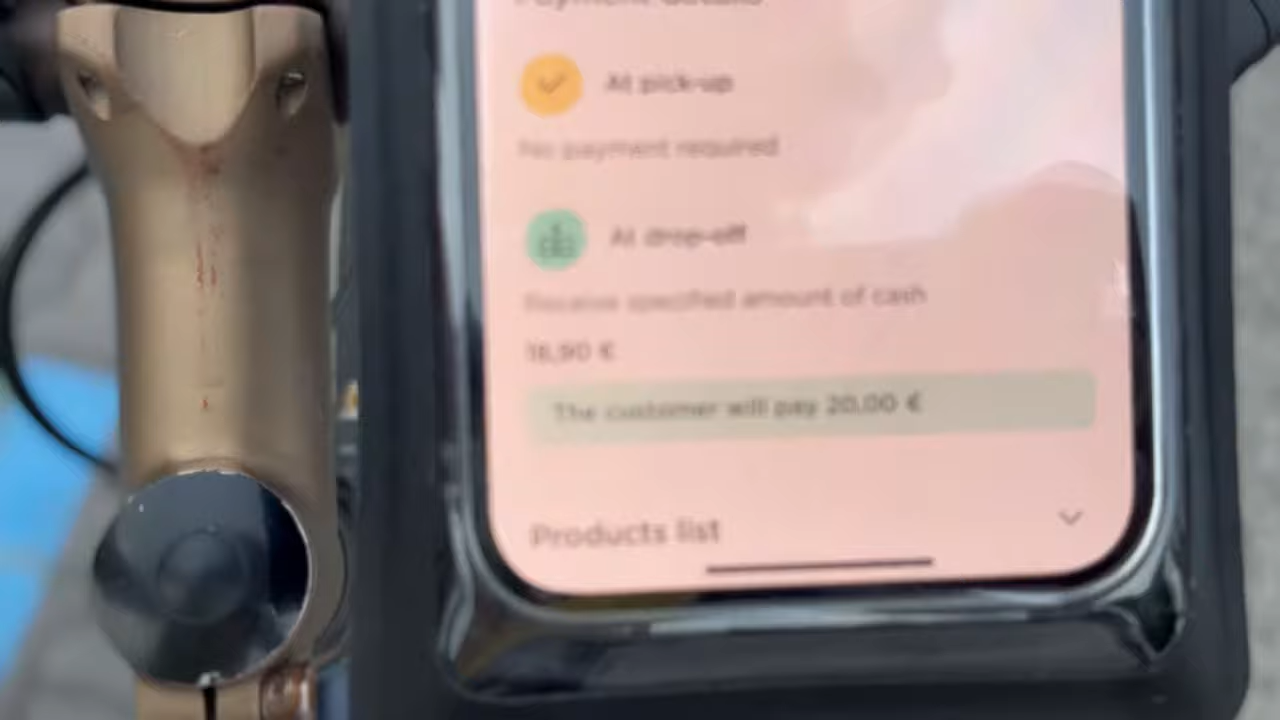 Payment details
At pick-up
No payment required
At drop-off
Receive specified amount of cash
18,90 €
The customer will pay 20,00 €
Products list